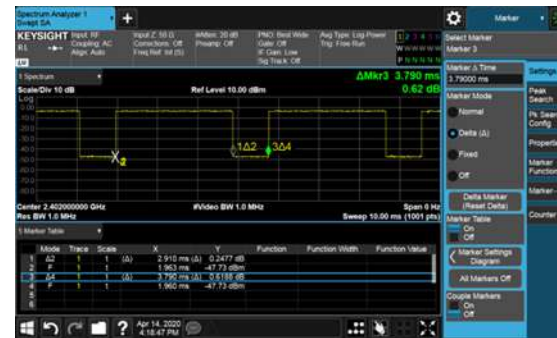 Spectrum Analyzer 1
Swept SA
Marker
KEYSIGHT
Input: RF
Coupling: AC
Align: Auto
Input Z: 50 Ω
Corrections: Off
Freq Ref: Int (S)
#Atten: 20 dB
Preamp: Off
PNO: Best Wide
Gate: Off
IF Gain: Low
Sig Track: Off
Avg Type: Log-Power
Trig: Free Run
Select Marker
Marker 3
1 Spectrum
ΔMkr3 3.790 ms
0.62 dB
Scale/Div 10 dB
Ref Level 10.00 dBm
Log
1Δ2
3Δ4
Center 2.402000000 GHz
Res BW 1.0 MHz
#Video BW 1.0 MHz
Span 0 Hz
Sweep 10.00 ms (1001 pts)
5 Marker Table
Mode Trace Scale X Y Function Function Width Function Value
1 Δ2 1 t (Δ) 2.910 ms (Δ) 0.2477 dB
2 F 1 t 1.963 ms -47.73 dBm
3 Δ4 1 t (Δ) 3.790 ms (Δ) 0.6188 dB
4 F 1 t 1.960 ms -47.73 dBm
5
6
Marker Δ Time
3.79000 ms
Marker Mode
Normal
Delta (Δ)
Fixed
Off
Delta Marker
(Reset Delta)
Marker Table
On
Off
Marker Settings
Diagram
All Markers Off
Couple Markers
On
Off
Settings
Peak
Search
Pk Search
Config
Marker
Function
Counter
Apr 14, 2020
4:18:47 PM